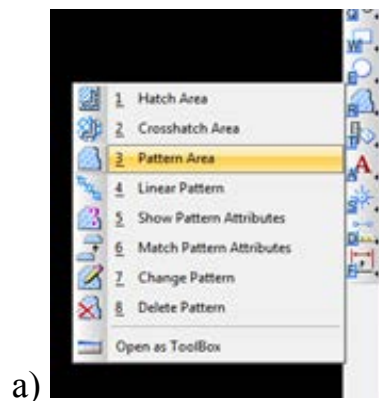 1 Hatch Area
2 Crosshatch Area
3 Pattern Area
4 Linear Pattern
5 Show Pattern Attributes
6 Match Pattern Attributes
7 Change Pattern
8 Delete Pattern
Open as ToolBox
a)